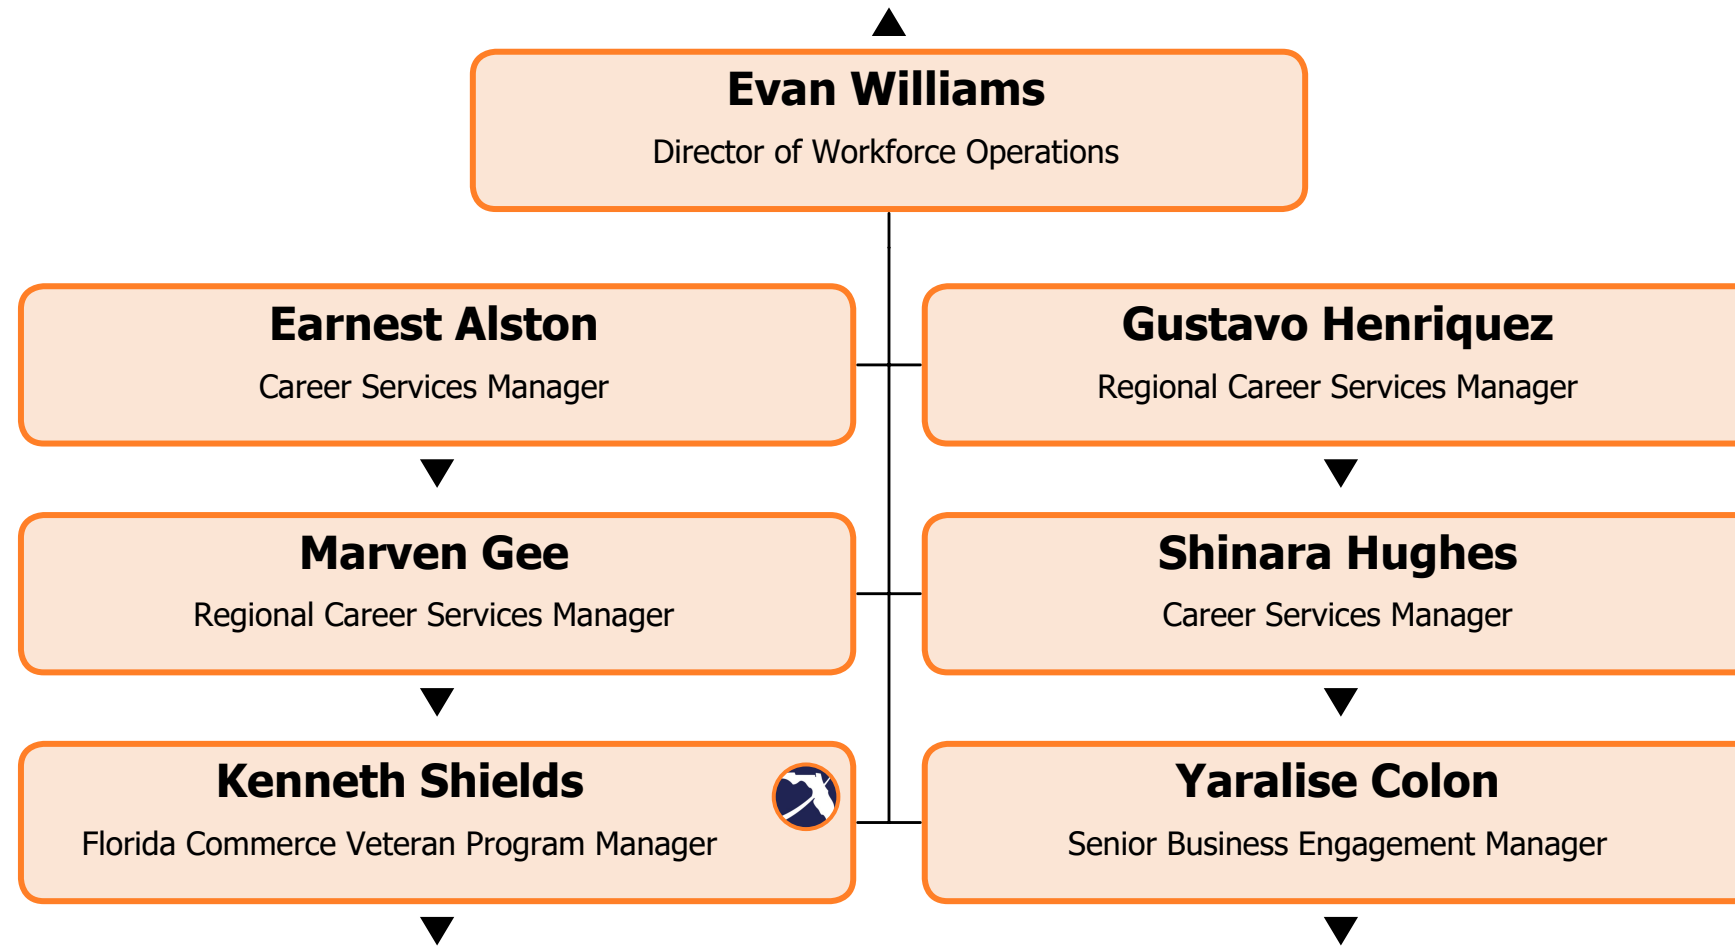 Evan Williams
Director of Workforce Operations
Earnest Alston
Career Services Manager
Gustavo Henriquez
Regional Career Services Manager
Marven Gee
Regional Career Services Manager
Shinara Hughes
Career Services Manager
Kenneth Shields
Florida Commerce Veteran Program Manager
Yaralise Colon
Senior Business Engagement Manager